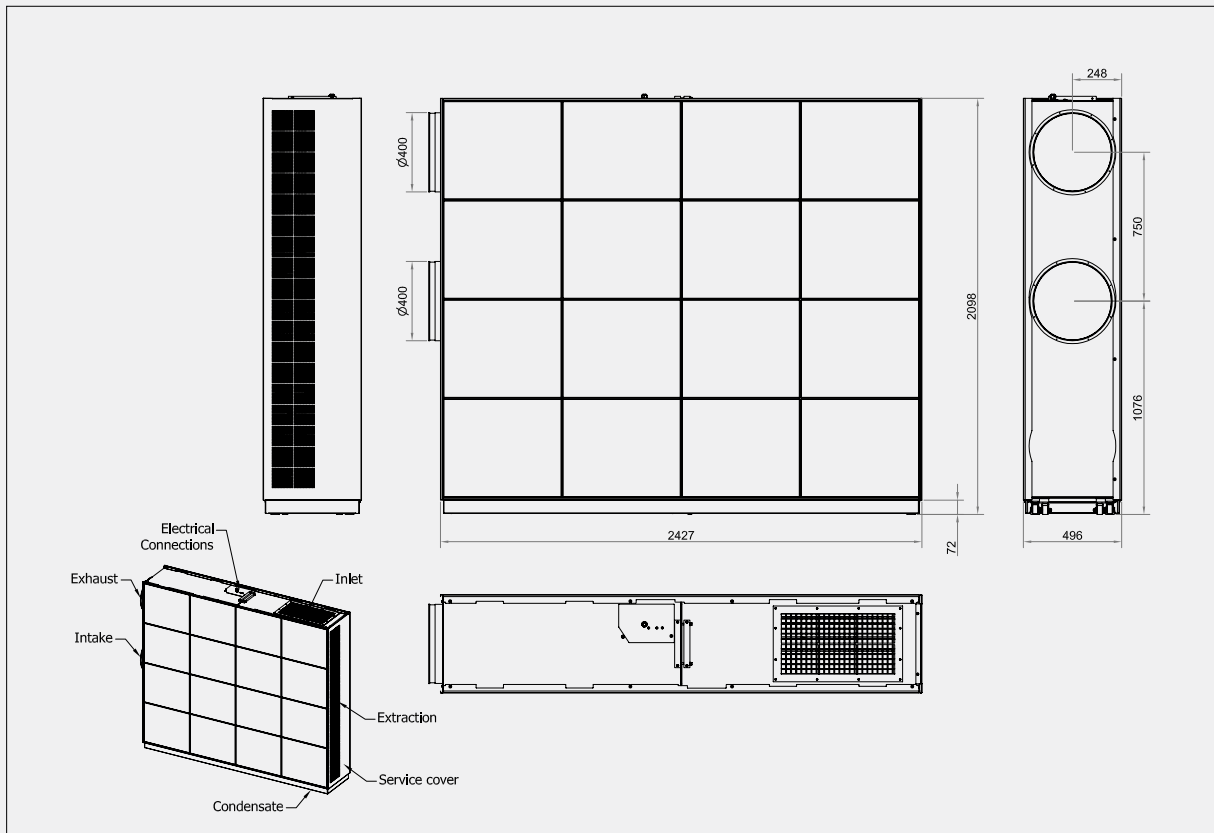 248
Ø400
750
Ø400
2098
1076
2427
72
496
Electrical
Connections
Exhaust
Inlet
Intake
Extraction
Service cover
Condensate